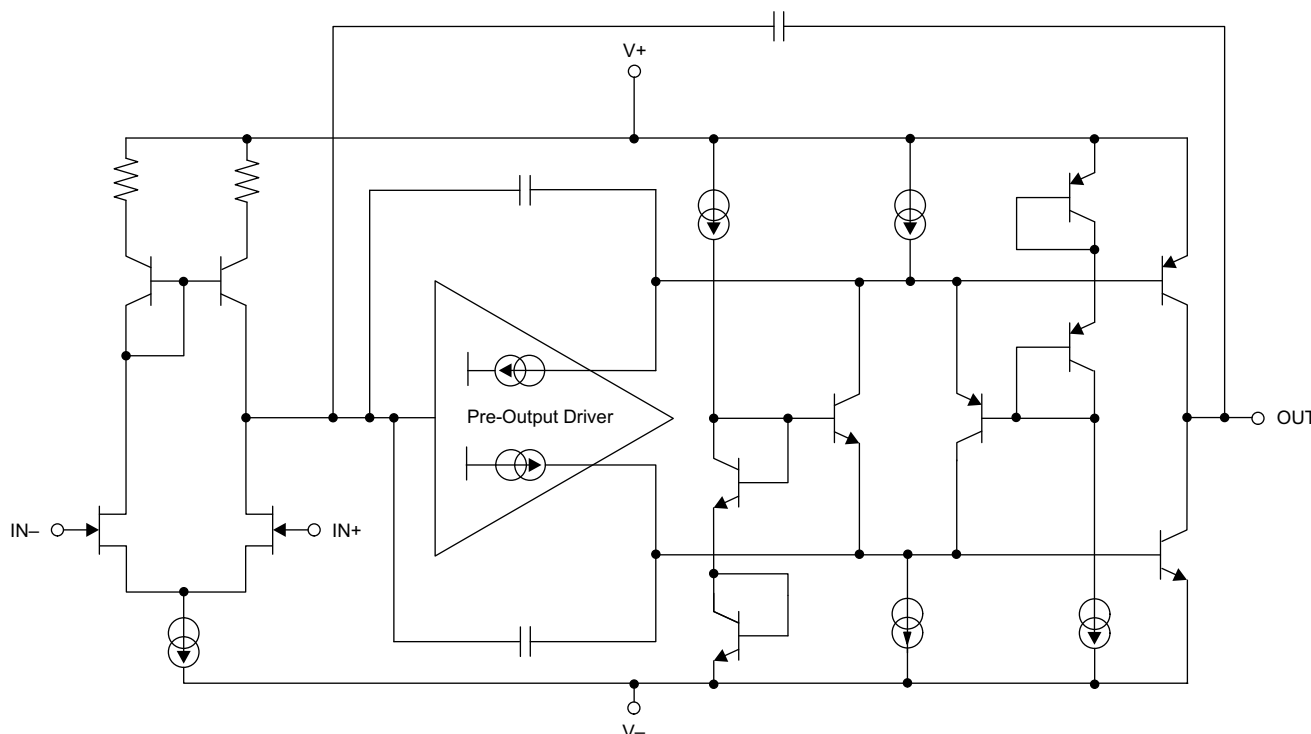 V+
Pre-Output Driver
OUT
IN–
IN+
V–